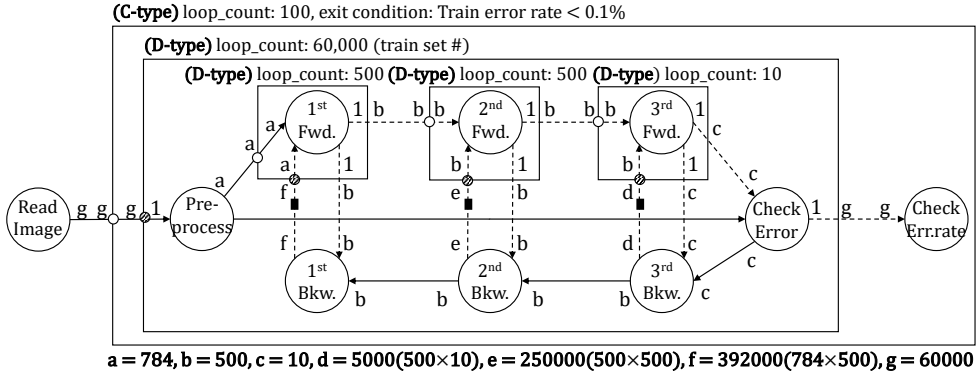 (C-type) loop_count: 100, exit condition: Train error rate < 0.1%
(D-type) loop_count: 60,000 (train set #)
(D-type) loop_count: 500 (D-type) loop_count: 500 (D-type) loop_count: 10
1st
Fwd.
1 b
b b
2nd
Fwd.
1 b
b b
3rd
Fwd.
1
c
a
a
a
1
b
1
b
1
c
a
f
b
b
e
b
d
c
Read
Image
g g g 1
Pre-
process
Check
Error
1 g g
Check
Err.rate
f
b
e
b
d
c
c
1st
Bkw.
b
b
2nd
Bkw.
b
b
3rd
Bkw.
c
a = 784, b = 500, c = 10, d = 5000(500×10), e = 250000(500×500), f = 392000(784×500), g = 60000